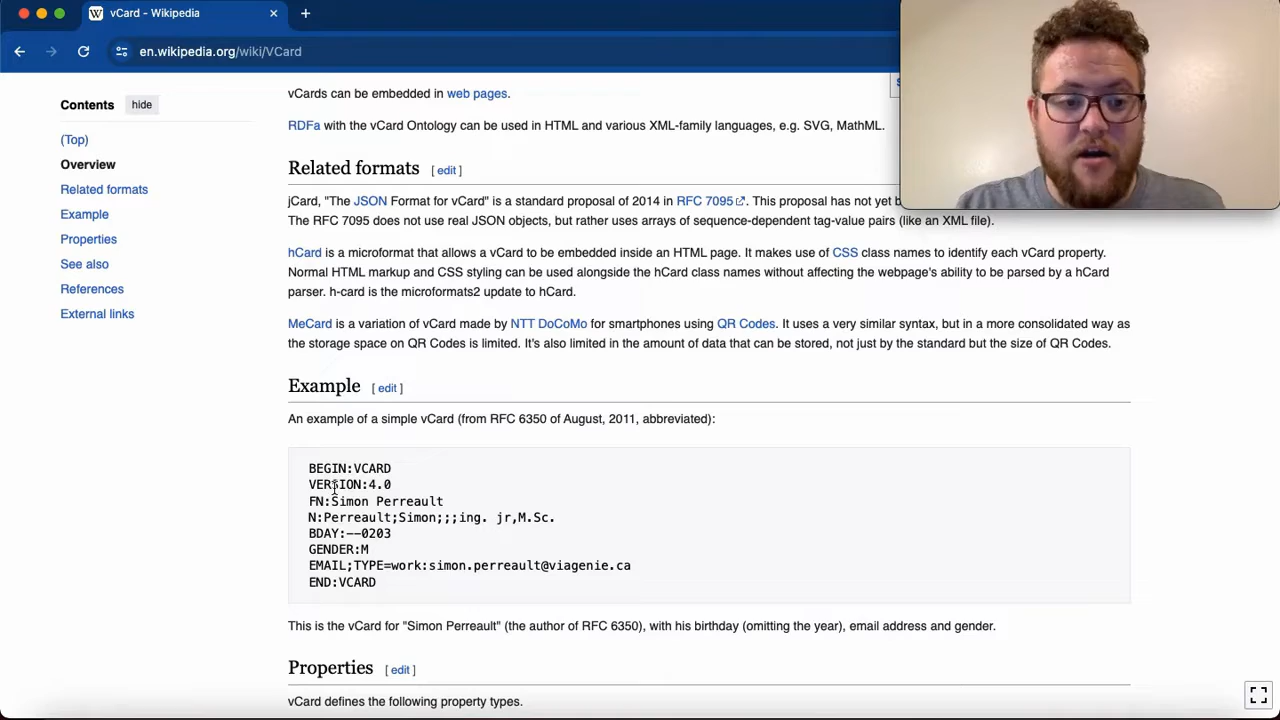 vCard - Wikipedia
en.wikipedia.org/wiki/VCard
Contents hide
(Top)
Overview
Related formats
Example
Properties
See also
References
External links
vCards can be embedded in web pages.
RDFa with the vCard Ontology can be used in HTML and various XML-family languages, e.g. SVG, MathML.
Related formats [ edit ]
jCard, "The JSON Format for vCard" is a standard proposal of 2014 in RFC 7095. This proposal has not yet
The RFC 7095 does not use real JSON objects, but rather uses arrays of sequence-dependent tag-value pairs (like an XML file).
hCard is a microformat that allows a vCard to be embedded inside an HTML page. It makes use of CSS class names to identify each vCard property.
Normal HTML markup and CSS styling can be used alongside the hCard class names without affecting the webpage's ability to be parsed by a hCard
parser. h-card is the microformats2 update to hCard.
MeCard is a variation of vCard made by NTT DoCoMo for smartphones using QR Codes. It uses a very similar syntax, but in a more consolidated way as
the storage space on QR Codes is limited. It's also limited in the amount of data that can be stored, not just by the standard but the size of QR Codes.
Example [ edit ]
An example of a simple vCard (from RFC 6350 of August, 2011, abbreviated):
BEGIN:VCARD
VERSION:4.0
FN:Simon Perreault
N:Perreault;Simon;;;ing. jr,M.Sc.
BDAY:--0203
GENDER:M
EMAIL;TYPE=work:simon.perreault@viagenie.ca
END:VCARD
This is the vCard for "Simon Perreault" (the author of RFC 6350), with his birthday (omitting the year), email address and gender.
Properties [ edit ]
vCard defines the following property types.